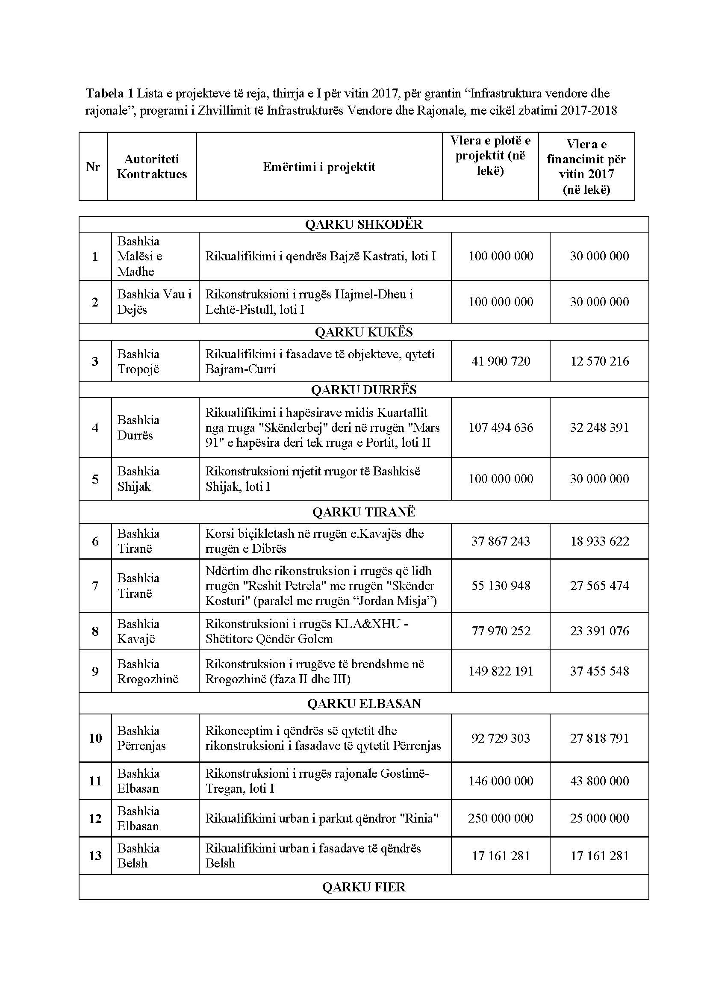 Tabela 1 Lista e projekteve të reja, thirrja e I për vitin 2017, për grantin “Infrastruktura vendore dhe
rajonale”, programi i Zhvillimit të Infrastrukturës Vendore dhe Rajonale, me cikël zbatimi 2017-2018
Nr
Autoriteti
Kontraktues
Emërtimi i projektit
Vlera e plotë e
projektit (në
lekë)
Vlera e
financimit për
vitin 2017
(në lekë)
QARKU SHKODËR
1
Bashkia
Malësi e
Madhe
Rikualifikimi i qendrës Bajzë Kastrati, loti I
100 000 000
30 000 000
2
Bashkia Vau i
Dejës
Rikonstruksioni i rrugës Hajmel-Dheu i
Lehtë-Pistull, loti I
100 000 000
30 000 000
QARKU KUKËS
3
Bashkia
Tropojë
Rikualifikimi i fasadave të objekteve, qyteti
Bajram-Curri
41 900 720
12 570 216
QARKU DURRËS
4
Bashkia
Durrës
Rikualifikimi i hapësirave midis Kuartallit
nga rruga "Skënderbej" deri në rrugën "Mars
91" e hapësira deri tek rruga e Portit, loti II
107 494 636
32 248 391
5
Bashkia
Shijak
Rikonstruksioni rrjetit rrugor të Bashkisë
Shijak, loti I
100 000 000
30 000 000
QARKU TIRANË
6
Bashkia
Tiranë
Korsi biçikletash në rrugën e.Kavajës dhe
rrugën e Dibrës
37 867 243
18 933 622
7
Bashkia
Tiranë
Ndërtim dhe rikonstruksion i rrugës që lidh
rrugën "Reshit Petrela" me rrugën "Skënder
Kosturi" (paralel me rrugën “Jordan Misja”)
55 130 948
27 565 474
8
Bashkia
Kavajë
Rikonstruksioni i rrugës KLA&XHU -
Shëtitore Qëndër Golem
77 970 252
23 391 076
9
Bashkia
Rrogozhinë
Rikonstruksion i rrugëve të brendshme në
Rrogozhinë (faza II dhe III)
149 822 191
37 455 548
QARKU ELBASAN
10
Bashkia
Përrenjas
Rikonceptim i qëndrës së qytetit dhe
rikonstruksioni i fasadave të qytetit Përrenjas
92 729 303
27 818 791
11
Bashkia
Elbasan
Rikonstruksioni i rrugës rajonale Gostimë-
Tregan, loti I
146 000 000
43 800 000
12
Bashkia
Elbasan
Rikualifikimi urban i parkut qëndror "Rinia"
250 000 000
25 000 000
13
Bashkia
Belsh
Rikualifikimi urban i fasadave të qëndrës
Belsh
17 161 281
17 161 281
QARKU FIER